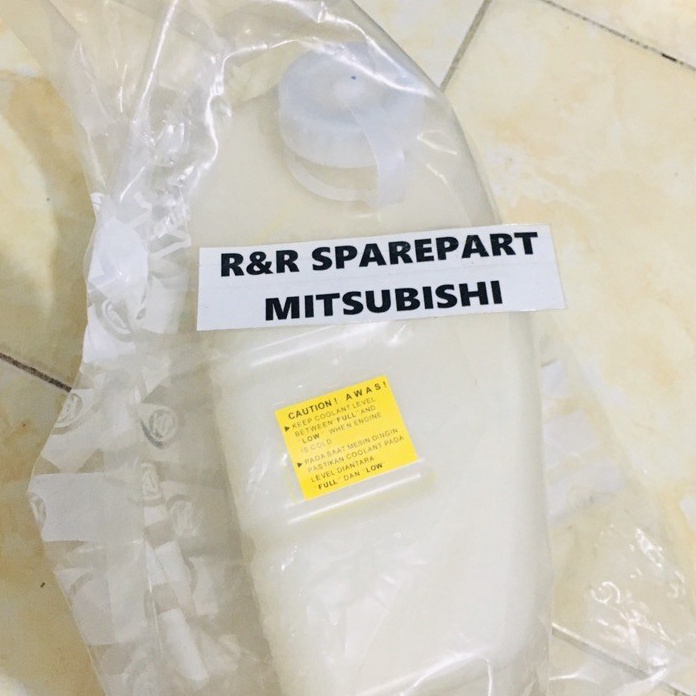 R&R SPAREPART
MITSUBISHI
CAUTION! AWAS!
▶KEEP COOLANT LEVEL
BETWEEN "FULL" AND
"LOW" WHEN ENGINE
IS COLD
▶PADA SAAT MESIN DINGIN
PASTIKAN COOLANT PADA
LEVEL DIANTARA
"FULL" DAN "LOW"